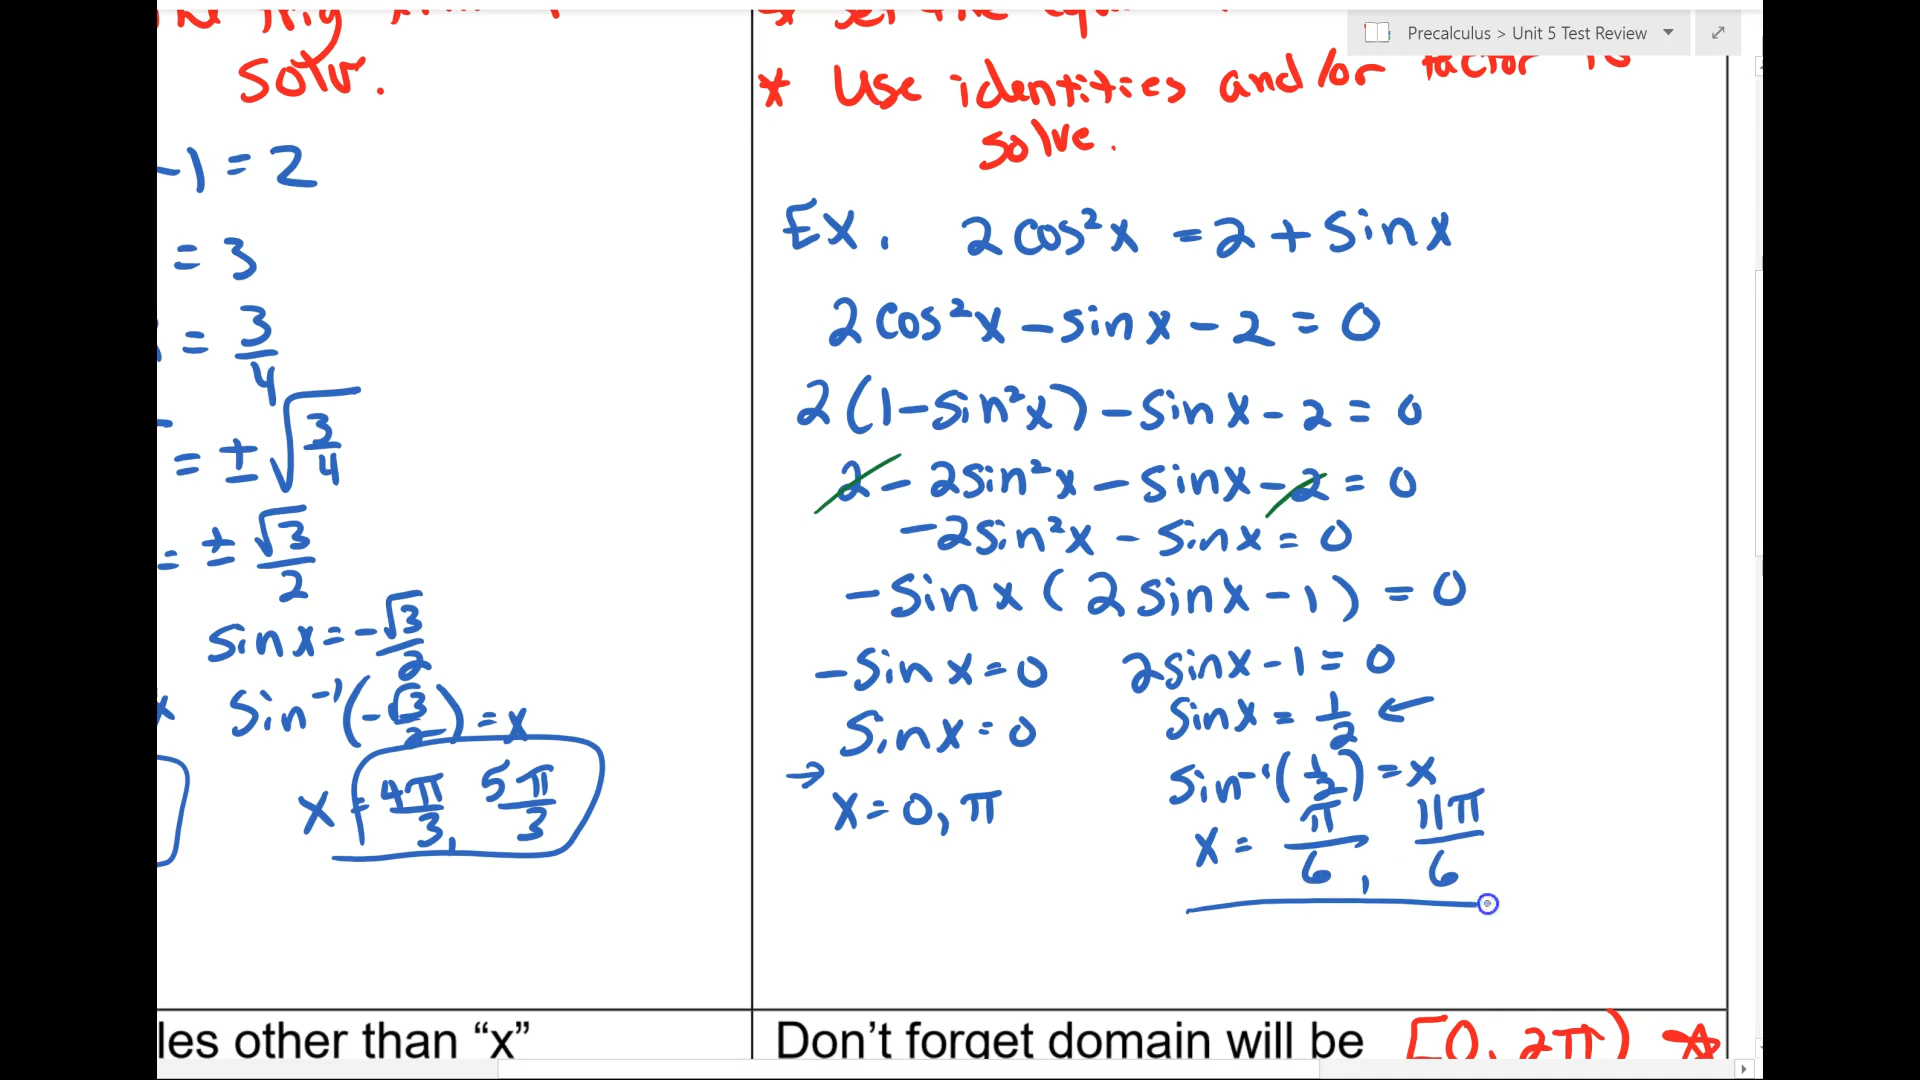 Precalculus > Unit 5 Test Review
solv.
* Use identities and/or factor to
solve.
-1 = 2
= 3
= 3/4
= ±√(3/4)
= ±√3/2
sin x = -√3/2
sin⁻¹(-√3/2) = x
x = 4π/3, 5π/3
Ex. 2cos²x = 2 + sin x
2cos²x - sin x - 2 = 0
2(1 - sin²x) - sin x - 2 = 0
2 - 2sin²x - sin x - 2 = 0
-2sin²x - sin x = 0
-sin x (2 sin x - 1) = 0
-sin x = 0 2sin x - 1 = 0
sin x = 0 sin x = 1/2 ←
→ x = 0, π sin⁻¹(1/2) = x
x = π/6, 11π/6
les other than “x”
Don’t forget domain will be [0, 2π) ☆